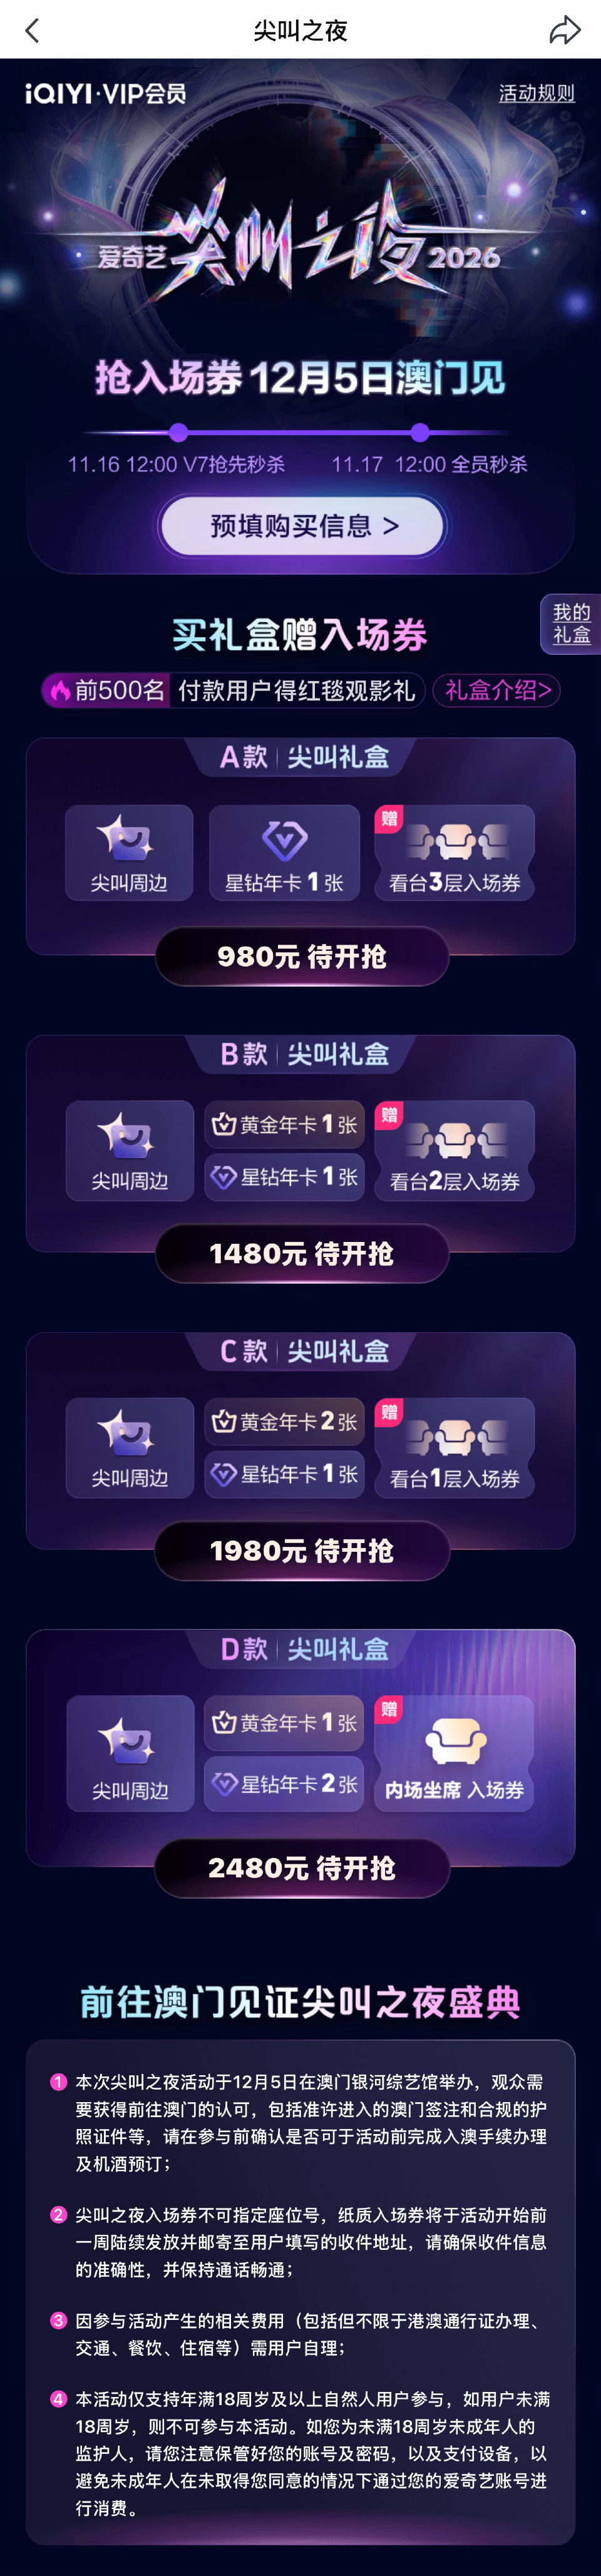 尖叫之夜
iQIYI·VIP会员
活动规则
爱奇艺 尖叫之夜 2026
抢入场券 12月5日澳门见
11.16 12:00 V7抢先秒杀 11.17 12:00 全员秒杀
预填购买信息 >
我的
礼盒
买礼盒赠入场券
前500名 付款用户得红毯观影礼 礼盒介绍>
A款 | 尖叫礼盒
赠
尖叫周边 星钻年卡 1 张 看台3层入场券
980元 待开抢
B款 | 尖叫礼盒
赠
黄金年卡 1 张
星钻年卡 1 张
尖叫周边 看台2层入场券
1480元 待开抢
C款 | 尖叫礼盒
赠
黄金年卡 2 张
星钻年卡 1 张
尖叫周边 看台1层入场券
1980元 待开抢
D款 | 尖叫礼盒
赠
黄金年卡 1 张
星钻年卡 2 张
尖叫周边 内场坐席 入场券
2480元 待开抢
前往澳门见证尖叫之夜盛典
1 本次尖叫之夜活动于12月5日在澳门银河综艺馆举办，观众需
要获得前往澳门的认可，包括准许进入的澳门签注和合规的护
照证件等，请在参与前确认是否可于活动前完成入澳手续办理
及机酒预订；
2 尖叫之夜入场券不可指定座位号，纸质入场券将于活动开始前
一周陆续发放并邮寄至用户填写的收件地址，请确保收件信息
的准确性，并保持通话畅通；
3 因参与活动产生的相关费用（包括但不限于港澳通行证办理、
交通、餐饮、住宿等）需用户自理；
4 本活动仅支持年满18周岁及以上自然人用户参与，如用户未满
18周岁，则不可参与本活动。如您为未满18周岁未成年人的
监护人，请您注意保管好您的账号及密码，以及支付设备，以
避免未成年人在未取得您同意的情况下通过您的爱奇艺账号进
行消费。